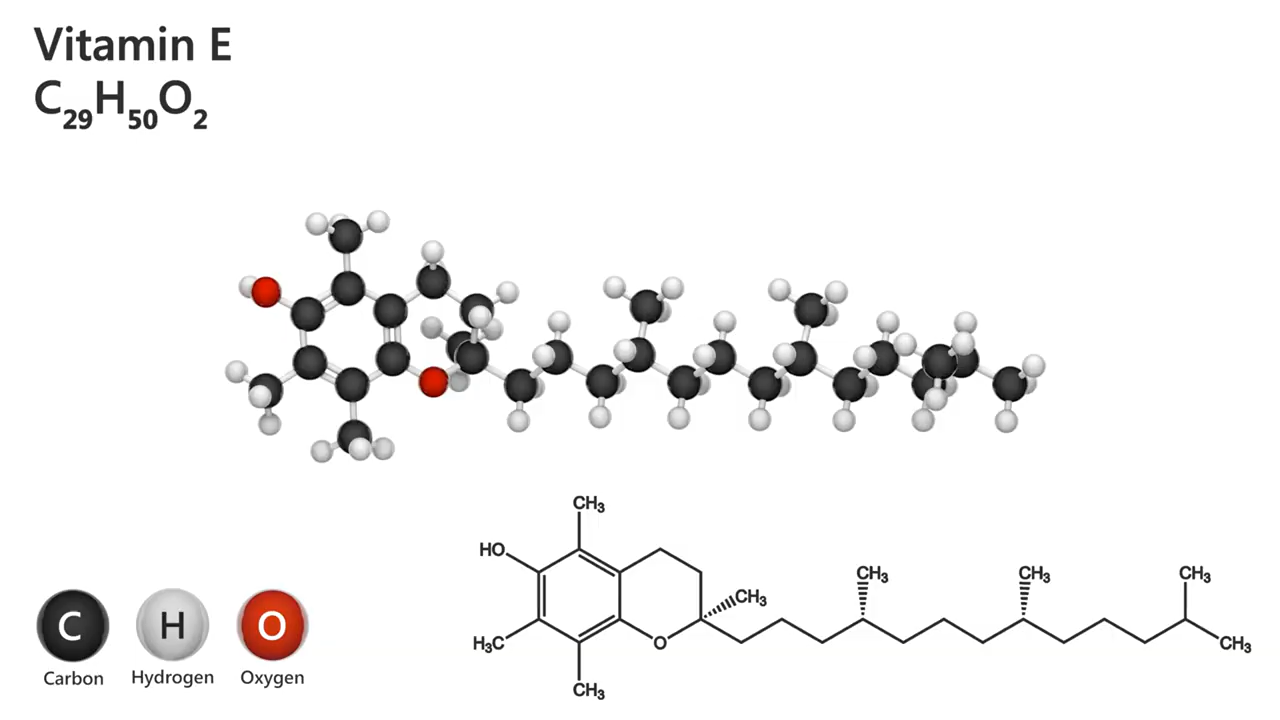 Vitamin E
C₂₉H₅₀O₂
CH₃
HO
CH₃
CH₃
CH₃
CH₃
H₃C
O
CH₃
CH₃
C
H
O
Carbon
Hydrogen
Oxygen